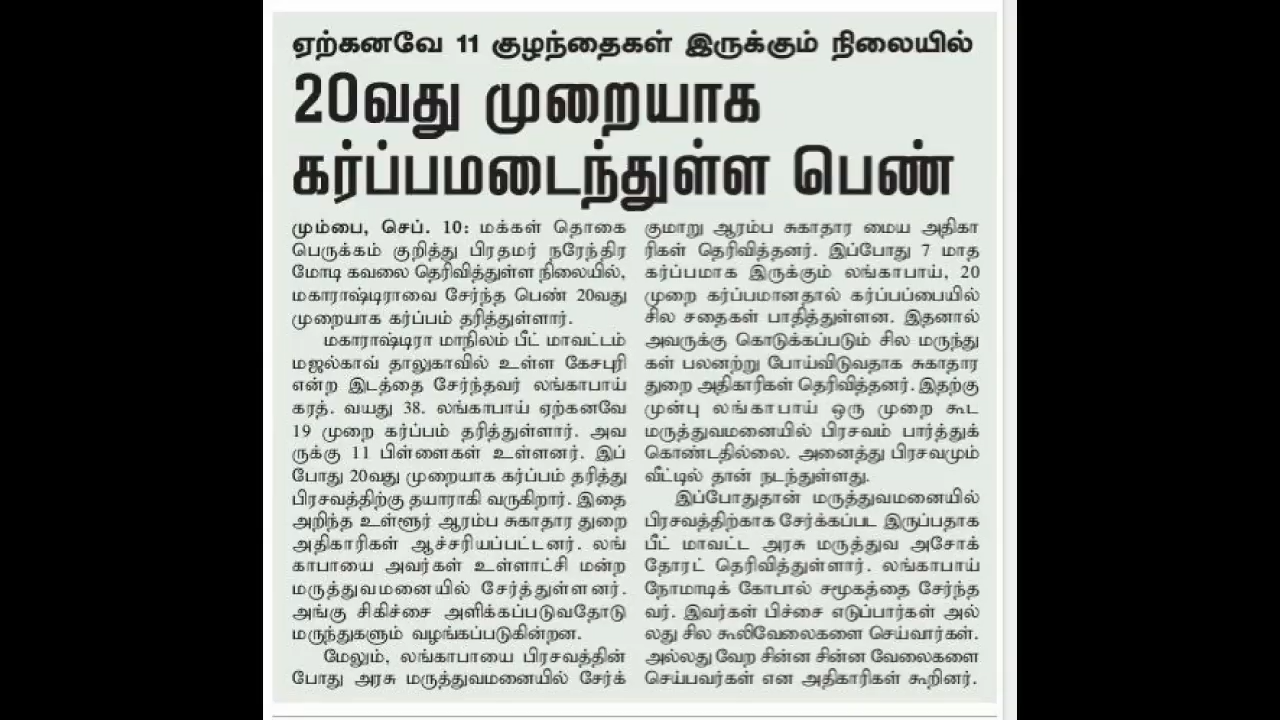 ஏற்கனவே 11 குழந்தைகள் இருக்கும் நிலையில்
20வது முறையாக
கர்ப்பமடைந்துள்ள பெண்
மும்பை, செப். 10: மக்கள் தொகை
பெருக்கம் குறித்து பிரதமர் நரேந்திர
மோடி கவலை தெரிவித்துள்ள நிலையில்,
மகாராஷ்டிராவை சேர்ந்த பெண் 20வது
முறையாக கர்ப்பம் தரித்துள்ளார்.
மகாராஷ்டிரா மாநிலம் பீட் மாவட்டம்
மஜல்காவ் தாலுகாவில் உள்ள கேசபுரி
என்ற இடத்தை சேர்ந்தவர் லங்காபாய்
கரத். வயது 38. லங்காபாய் ஏற்கனவே
19 முறை கர்ப்பம் தரித்துள்ளார். அவ
ருக்கு 11 பிள்ளைகள் உள்ளனர். இப்
போது 20வது முறையாக கர்ப்பம் தரித்து
பிரசவத்திற்கு தயாராகி வருகிறார். இதை
அறிந்த உள்ளூர் ஆரம்ப சுகாதார துறை
அதிகாரிகள் ஆச்சரியப்பட்டனர். லங்
காபாயை அவர்கள் உள்ளாட்சி மன்ற
மருத்துவமனையில் சேர்த்துள்ளனர்.
அங்கு சிகிச்சை அளிக்கப்படுவதோடு
மருந்துகளும் வழங்கப்படுகின்றன.
மேலும், லங்காபாயை பிரசவத்தின்
போது அரசு மருத்துவமனையில் சேர்க்
குமாறு ஆரம்ப சுகாதார மைய அதிகா
ரிகள் தெரிவித்தனர். இப்போது 7 மாத
கர்ப்பமாக இருக்கும் லங்காபாய், 20
முறை கர்ப்பமானதால் கர்ப்பப்பையில்
சில சதைகள் பாதித்துள்ளன. இதனால்
அவருக்கு கொடுக்கப்படும் சில மருந்து
கள் பலனற்று போய்விடுவதாக சுகாதார
துறை அதிகாரிகள் தெரிவித்தனர். இதற்கு
முன்பு லங்காபாய் ஒரு முறை கூட
மருத்துவமனையில் பிரசவம் பார்த்துக்
கொண்டதில்லை. அனைத்து பிரசவமும்
வீட்டில் தான் நடந்துள்ளது.
இப்போதுதான் மருத்துவமனையில்
பிரசவத்திற்காக சேர்க்கப்பட இருப்பதாக
பீட் மாவட்ட அரசு மருத்துவ அசோக்
தோரட் தெரிவித்துள்ளார். லங்காபாய்
நோமாடிக் கோபால் சமூகத்தை சேர்ந்த
வர். இவர்கள் பிச்சை எடுப்பார்கள் அல்
லது சில கூலிவேலைகளை செய்வார்கள்.
அல்லது வேற சின்ன சின்ன வேலைகளை
செய்பவர்கள் என அதிகாரிகள் கூறினர்.